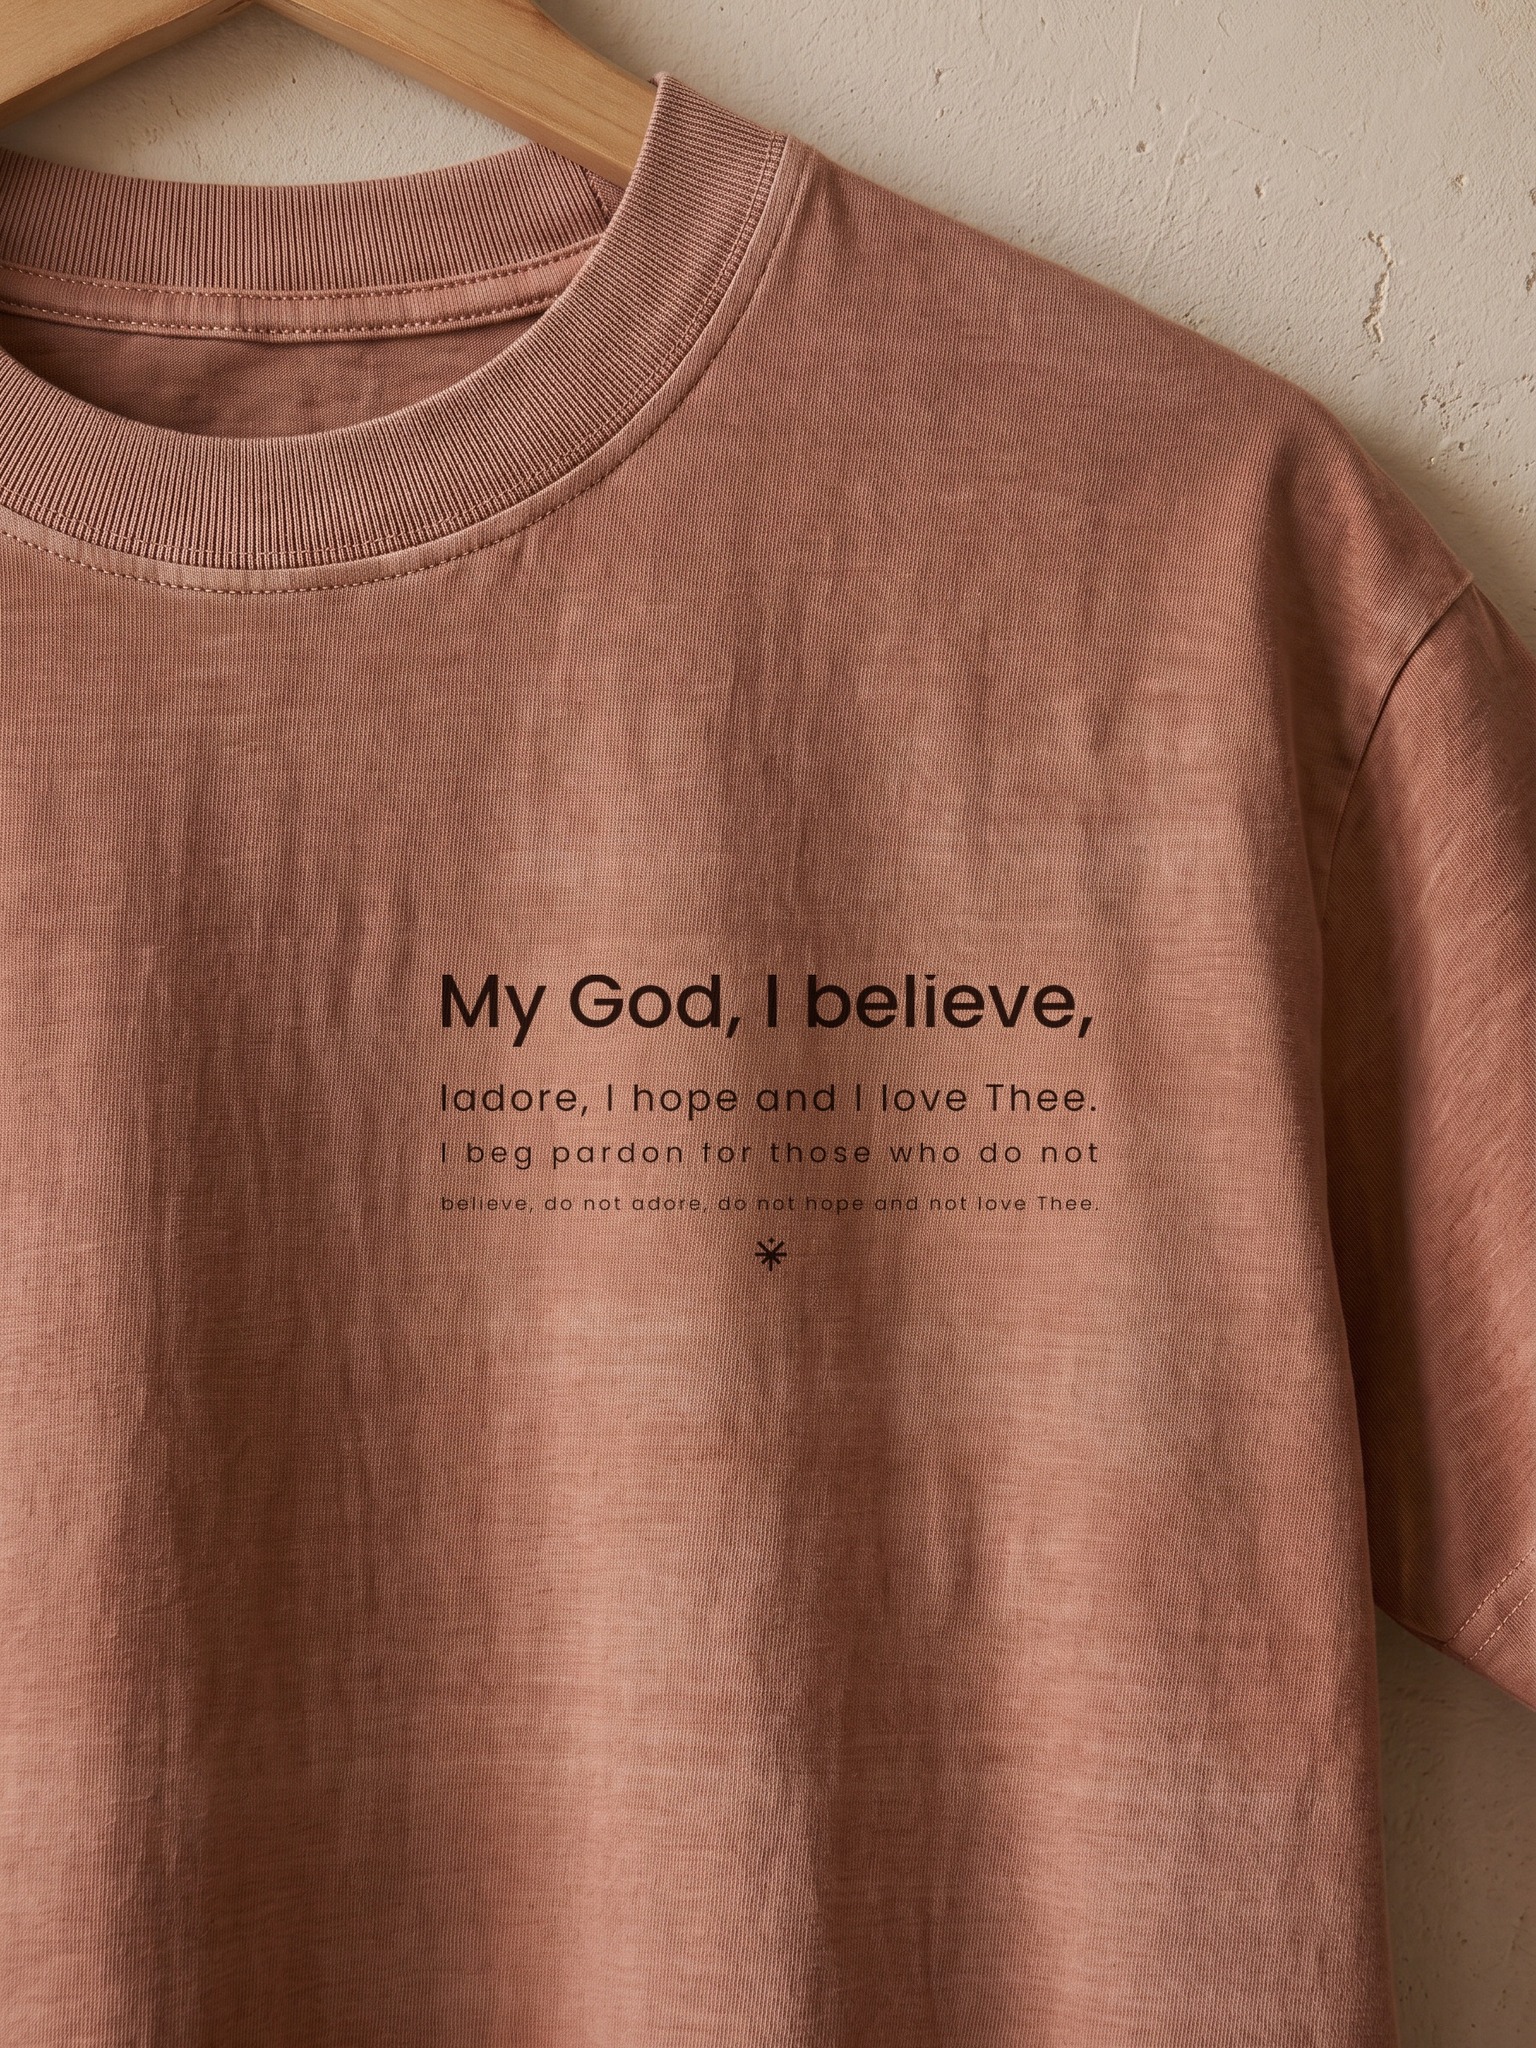 My God, I believe,
Iadore, I hope and I love Thee.
I beg pardon for those who do not
believe, do not adore, do not hope and not love Thee.